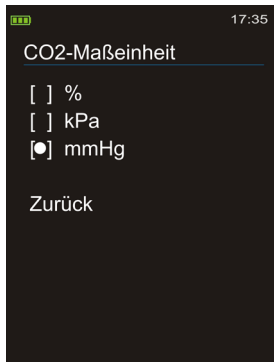 17:35
CO2-Maßeinheit
[ ] %
[ ] kPa
[●] mmHg
Zurück